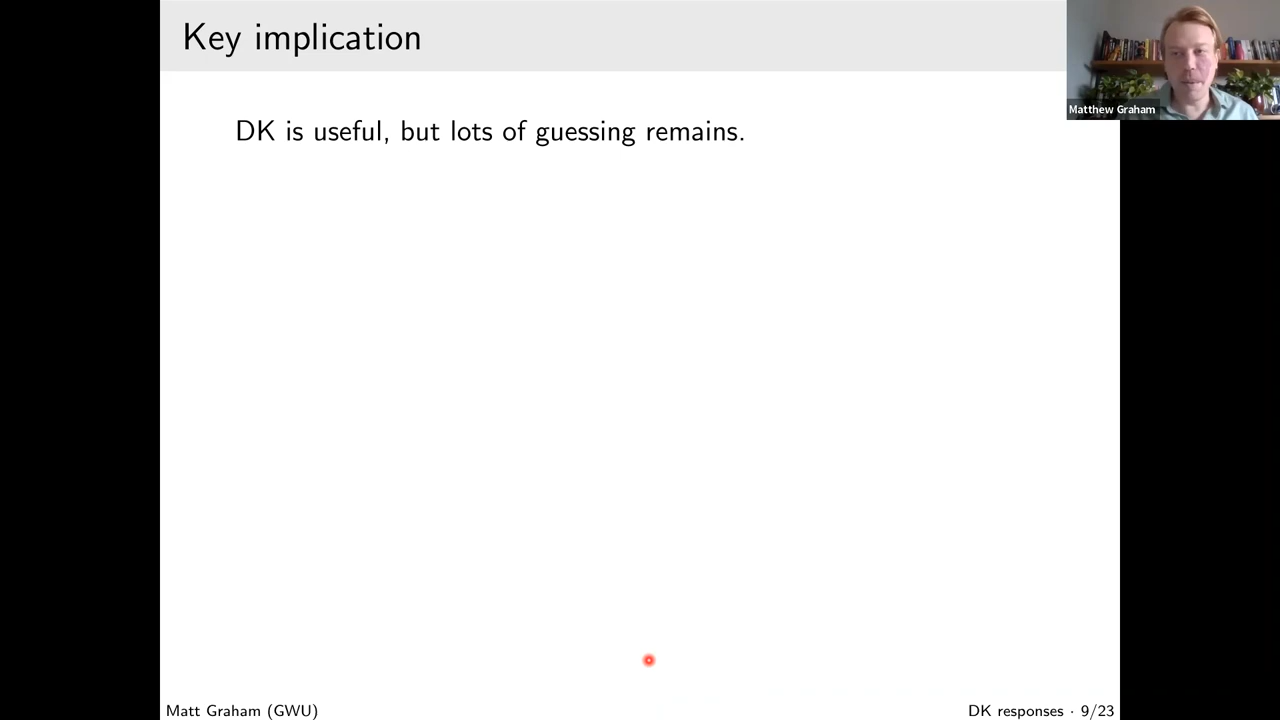 Key implication
Matthew Graham
DK is useful, but lots of guessing remains.
Matt Graham (GWU)
DK responses · 9/23